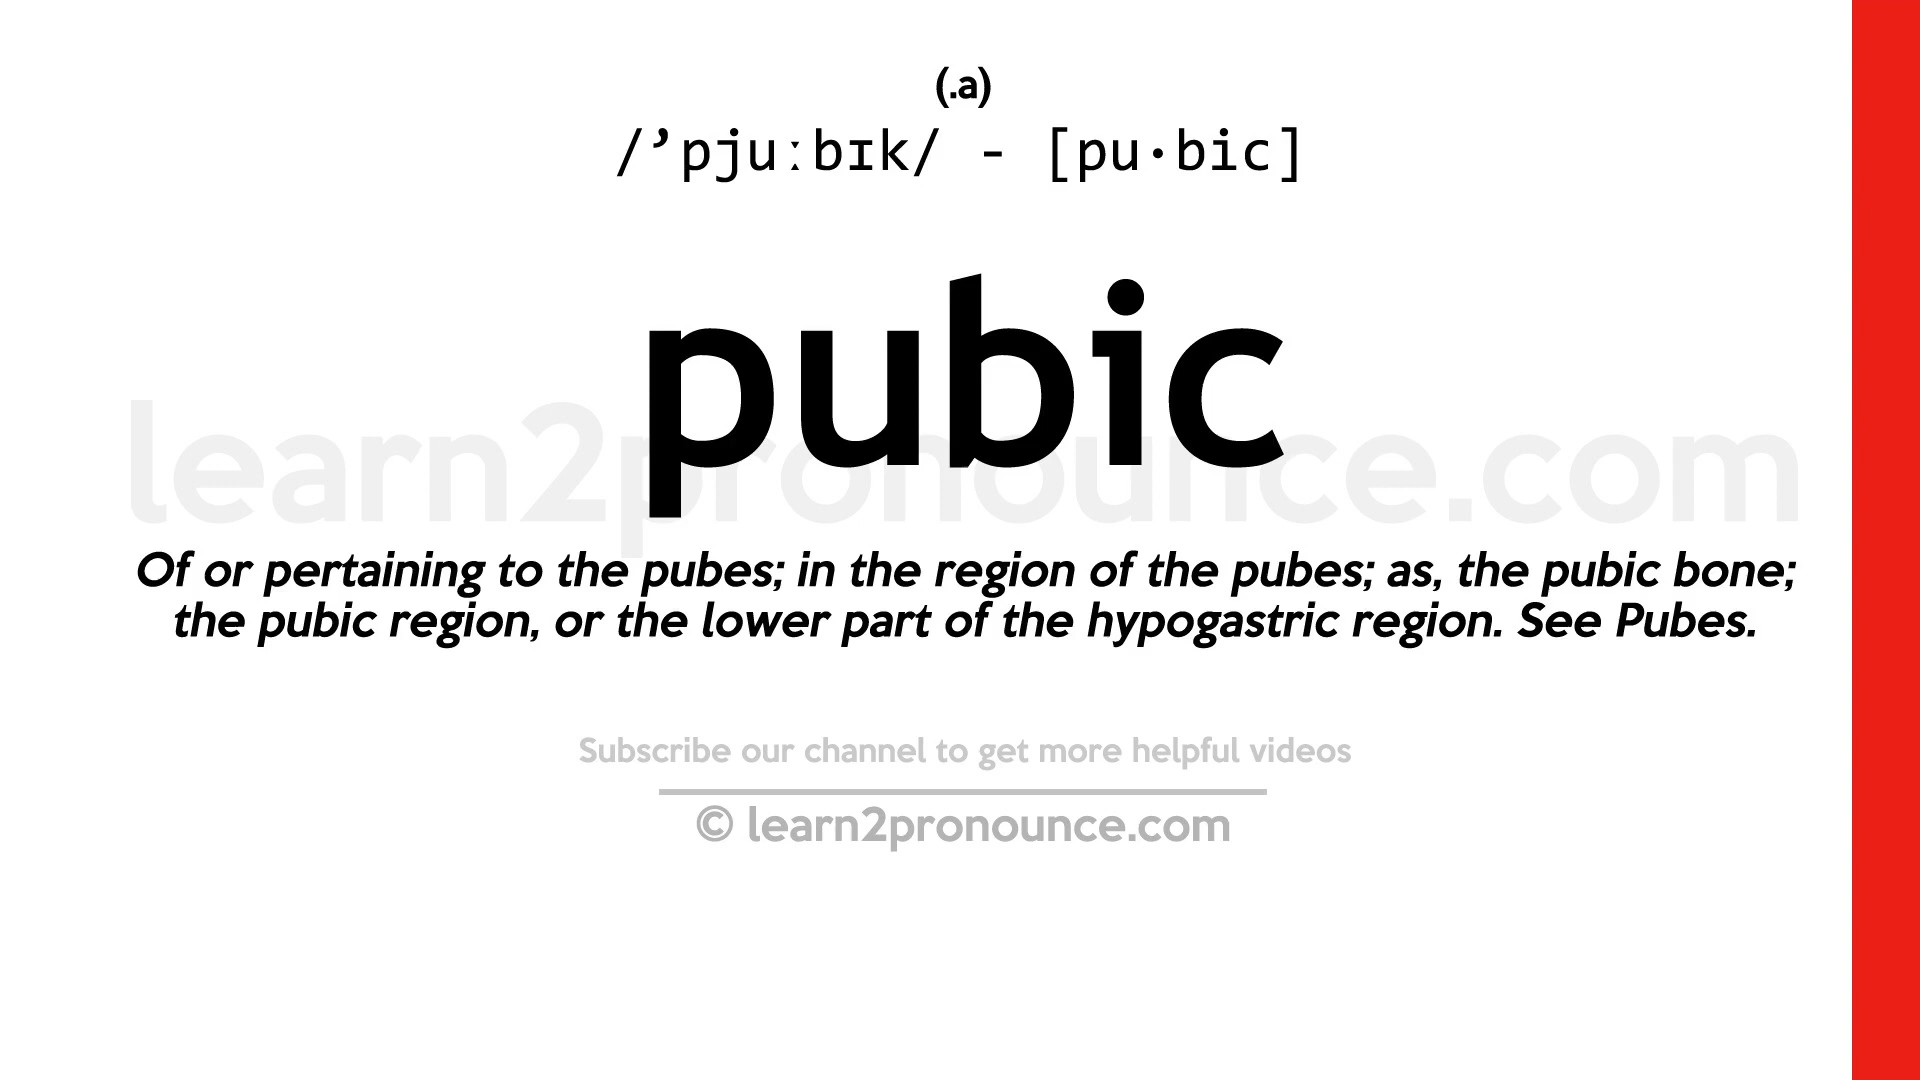 (.a)
/’pjuːbɪk/ - [pu·bic]
pubic
learn2pronounce.com
Of or pertaining to the pubes; in the region of the pubes; as, the pubic bone;
the pubic region, or the lower part of the hypogastric region. See Pubes.
Subscribe our channel to get more helpful videos
© learn2pronounce.com